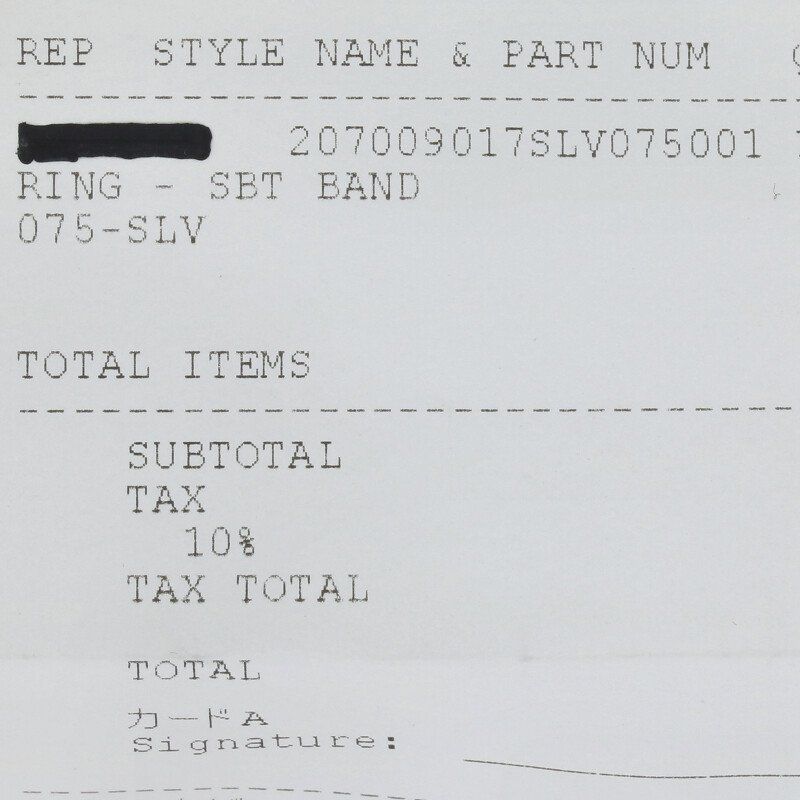 REP STYLE NAME & PART NUM
207009017SLV075001
RING - SBT BAND
075-SLV
TOTAL ITEMS
SUBTOTAL
TAX
10%
TAX TOTAL
TOTAL
カードA
Signature: